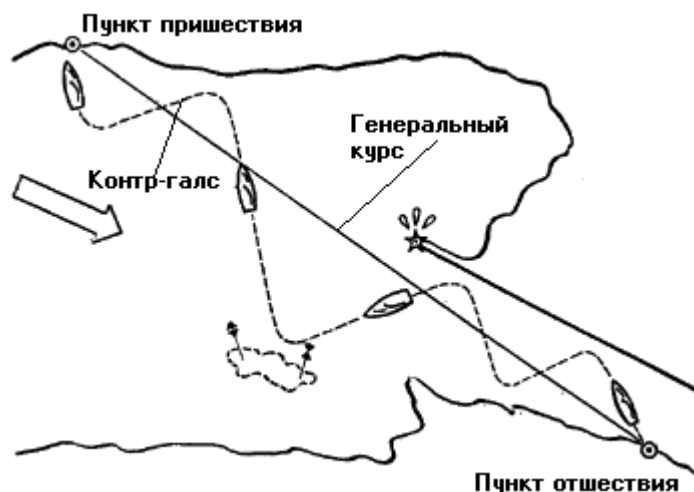 Пункт пришествия
Генеральный
курс
Контр-галс
Пункт отшествия